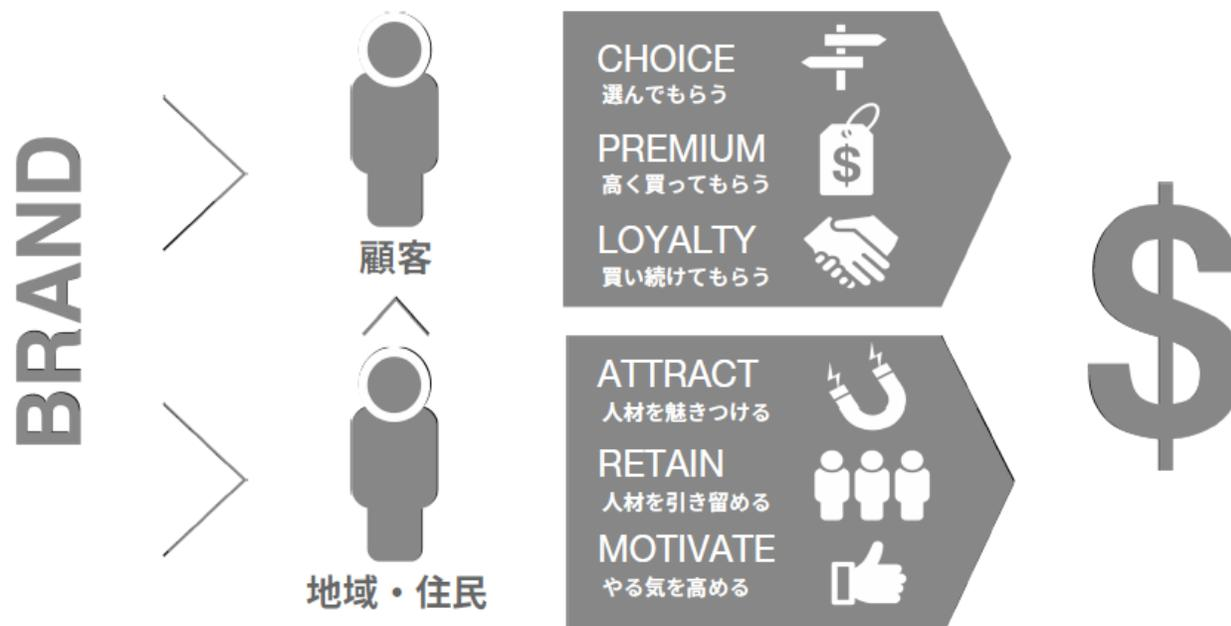 BRAND
顧客
CHOICE
選んでもらう
PREMIUM
高く買ってもらう
$
LOYALTY
買い続けてもらう
地域・住民
ATTRACT
人材を魅きつける
RETAIN
人材を引き留める
MOTIVATE
やる気を高める
$